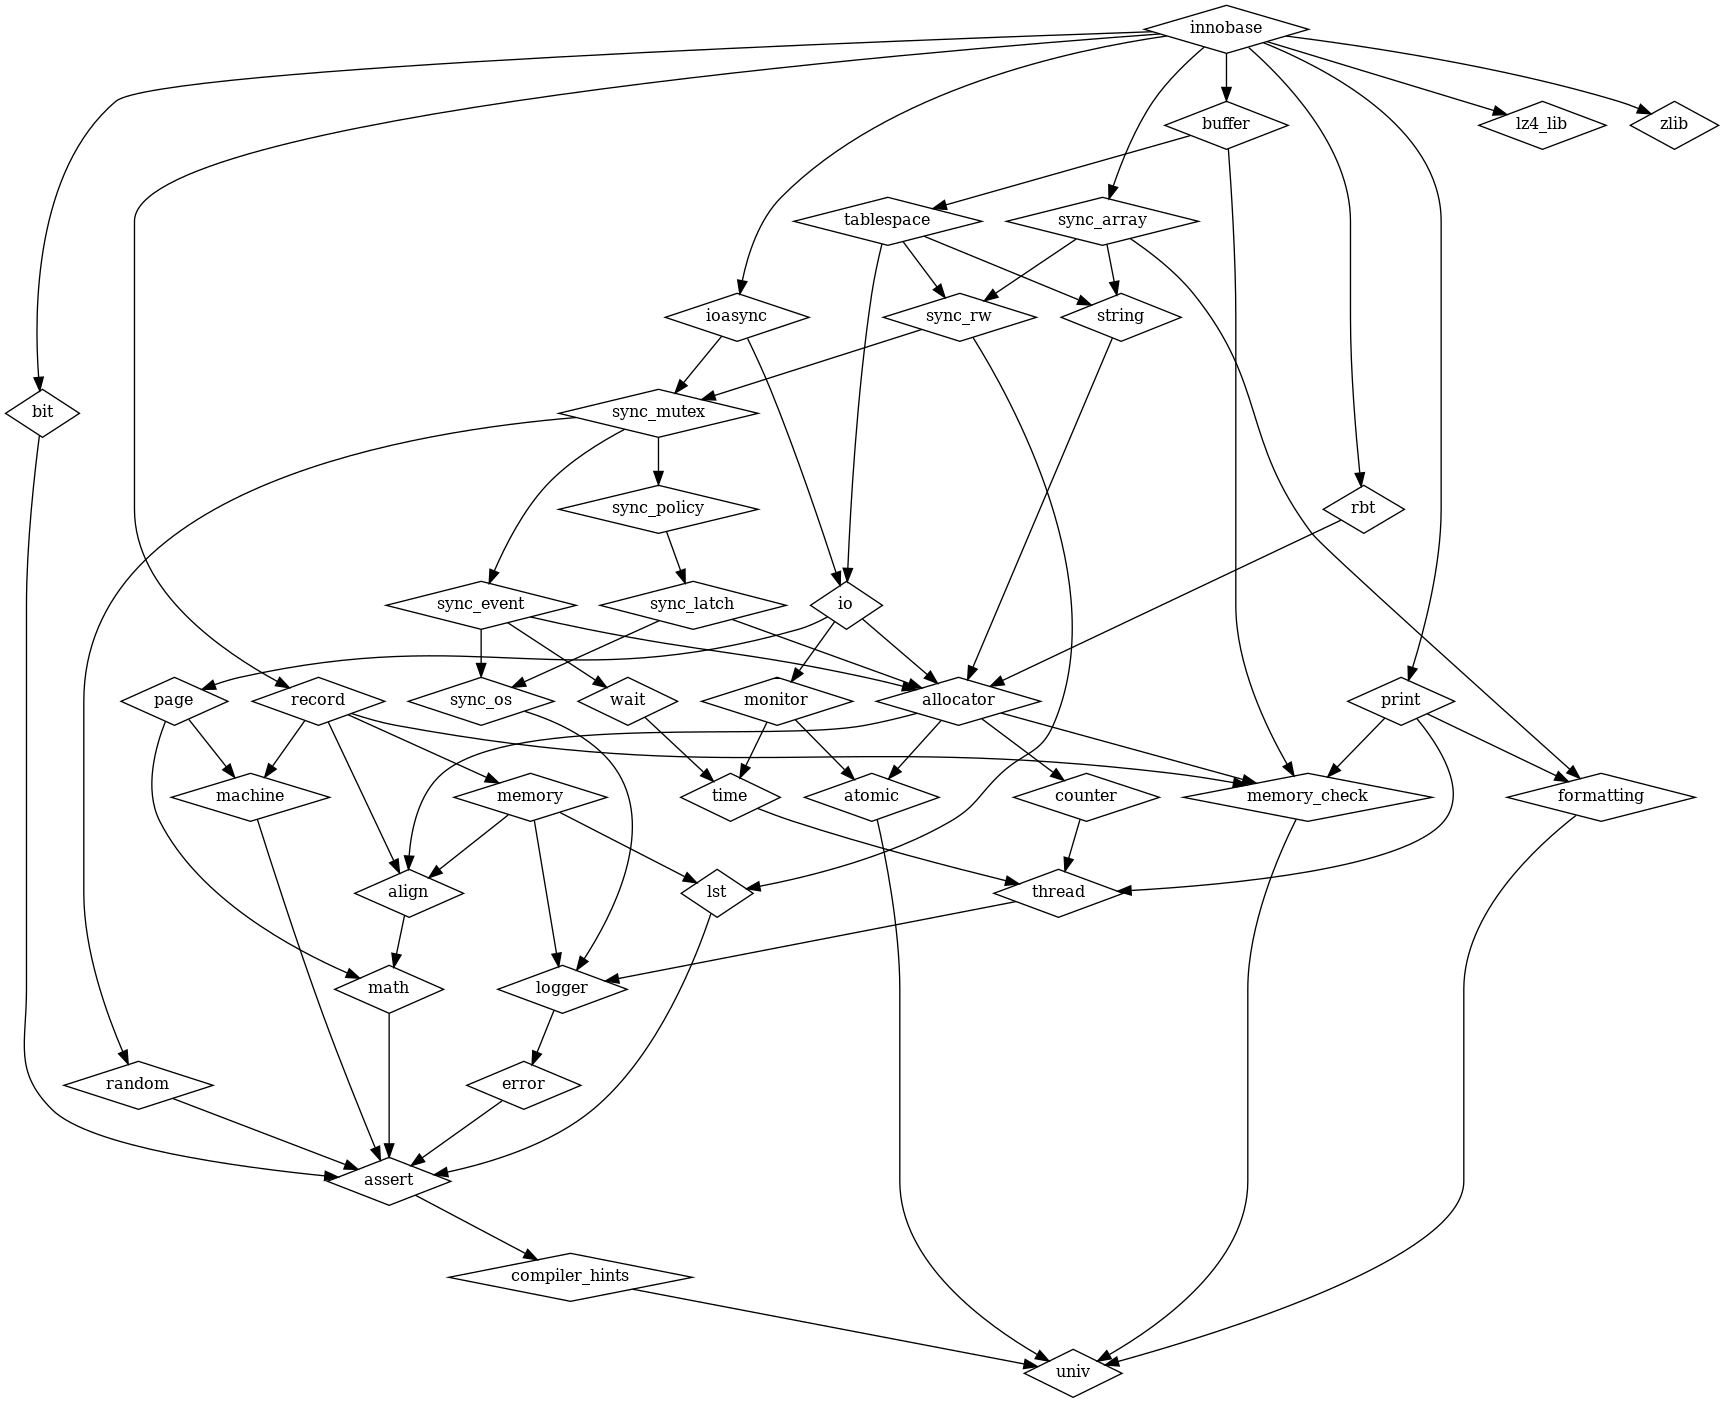 innobase
buffer
lz4_lib
zlib
tablespace
sync_array
ioasync
sync_rw
string
bit
sync_mutex
sync_policy
rbt
sync_event
sync_latch
io
page
record
sync_os
wait
monitor
allocator
print
machine
memory
time
atomic
counter
memory_check
formatting
align
lst
thread
math
logger
random
error
assert
compiler_hints
univ